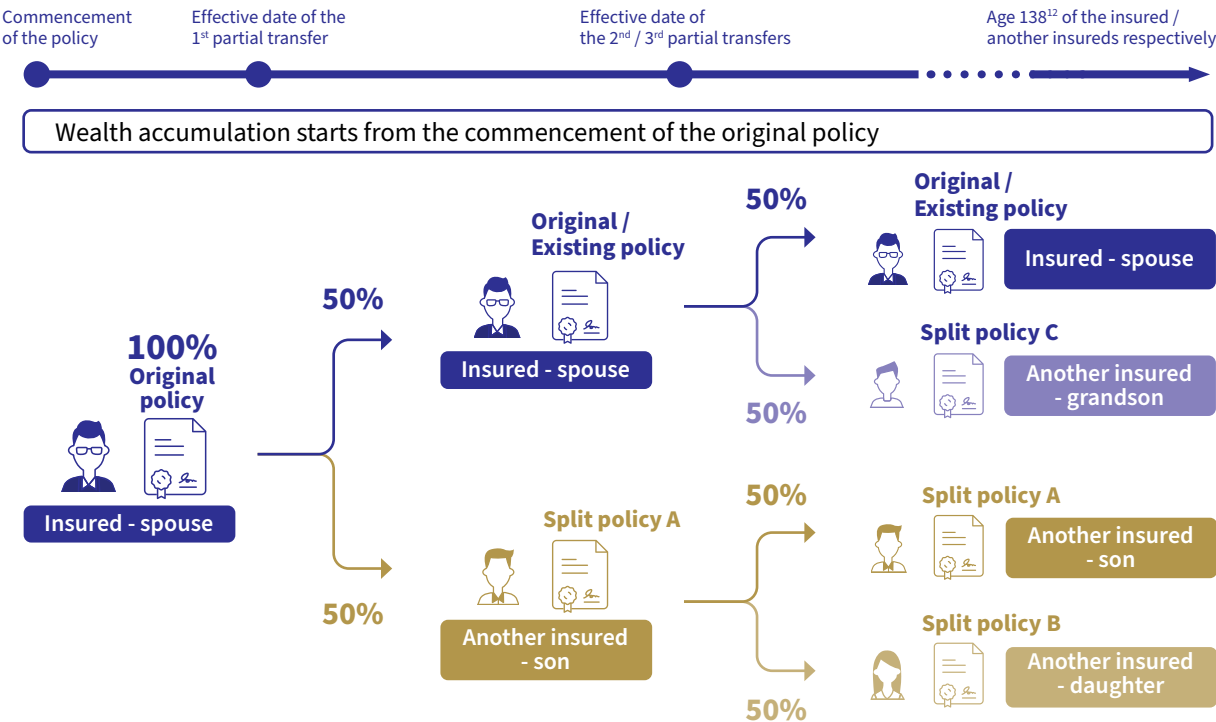 Commencement
of the policy
Effective date of the
1st partial transfer
Effective date of
the 2nd / 3rd partial transfers
Age 138¹² of the insured /
another insureds respectively
Wealth accumulation starts from the commencement of the original policy
100%
Original
policy
Insured - spouse
50%
Original /
Existing policy
Insured - spouse
50%
Split policy A
Another insured
- son
50%
Original /
Existing policy
Insured - spouse
50%
Split policy C
Another insured
- grandson
50%
Split policy A
Another insured
- son
50%
Split policy B
Another insured
- daughter